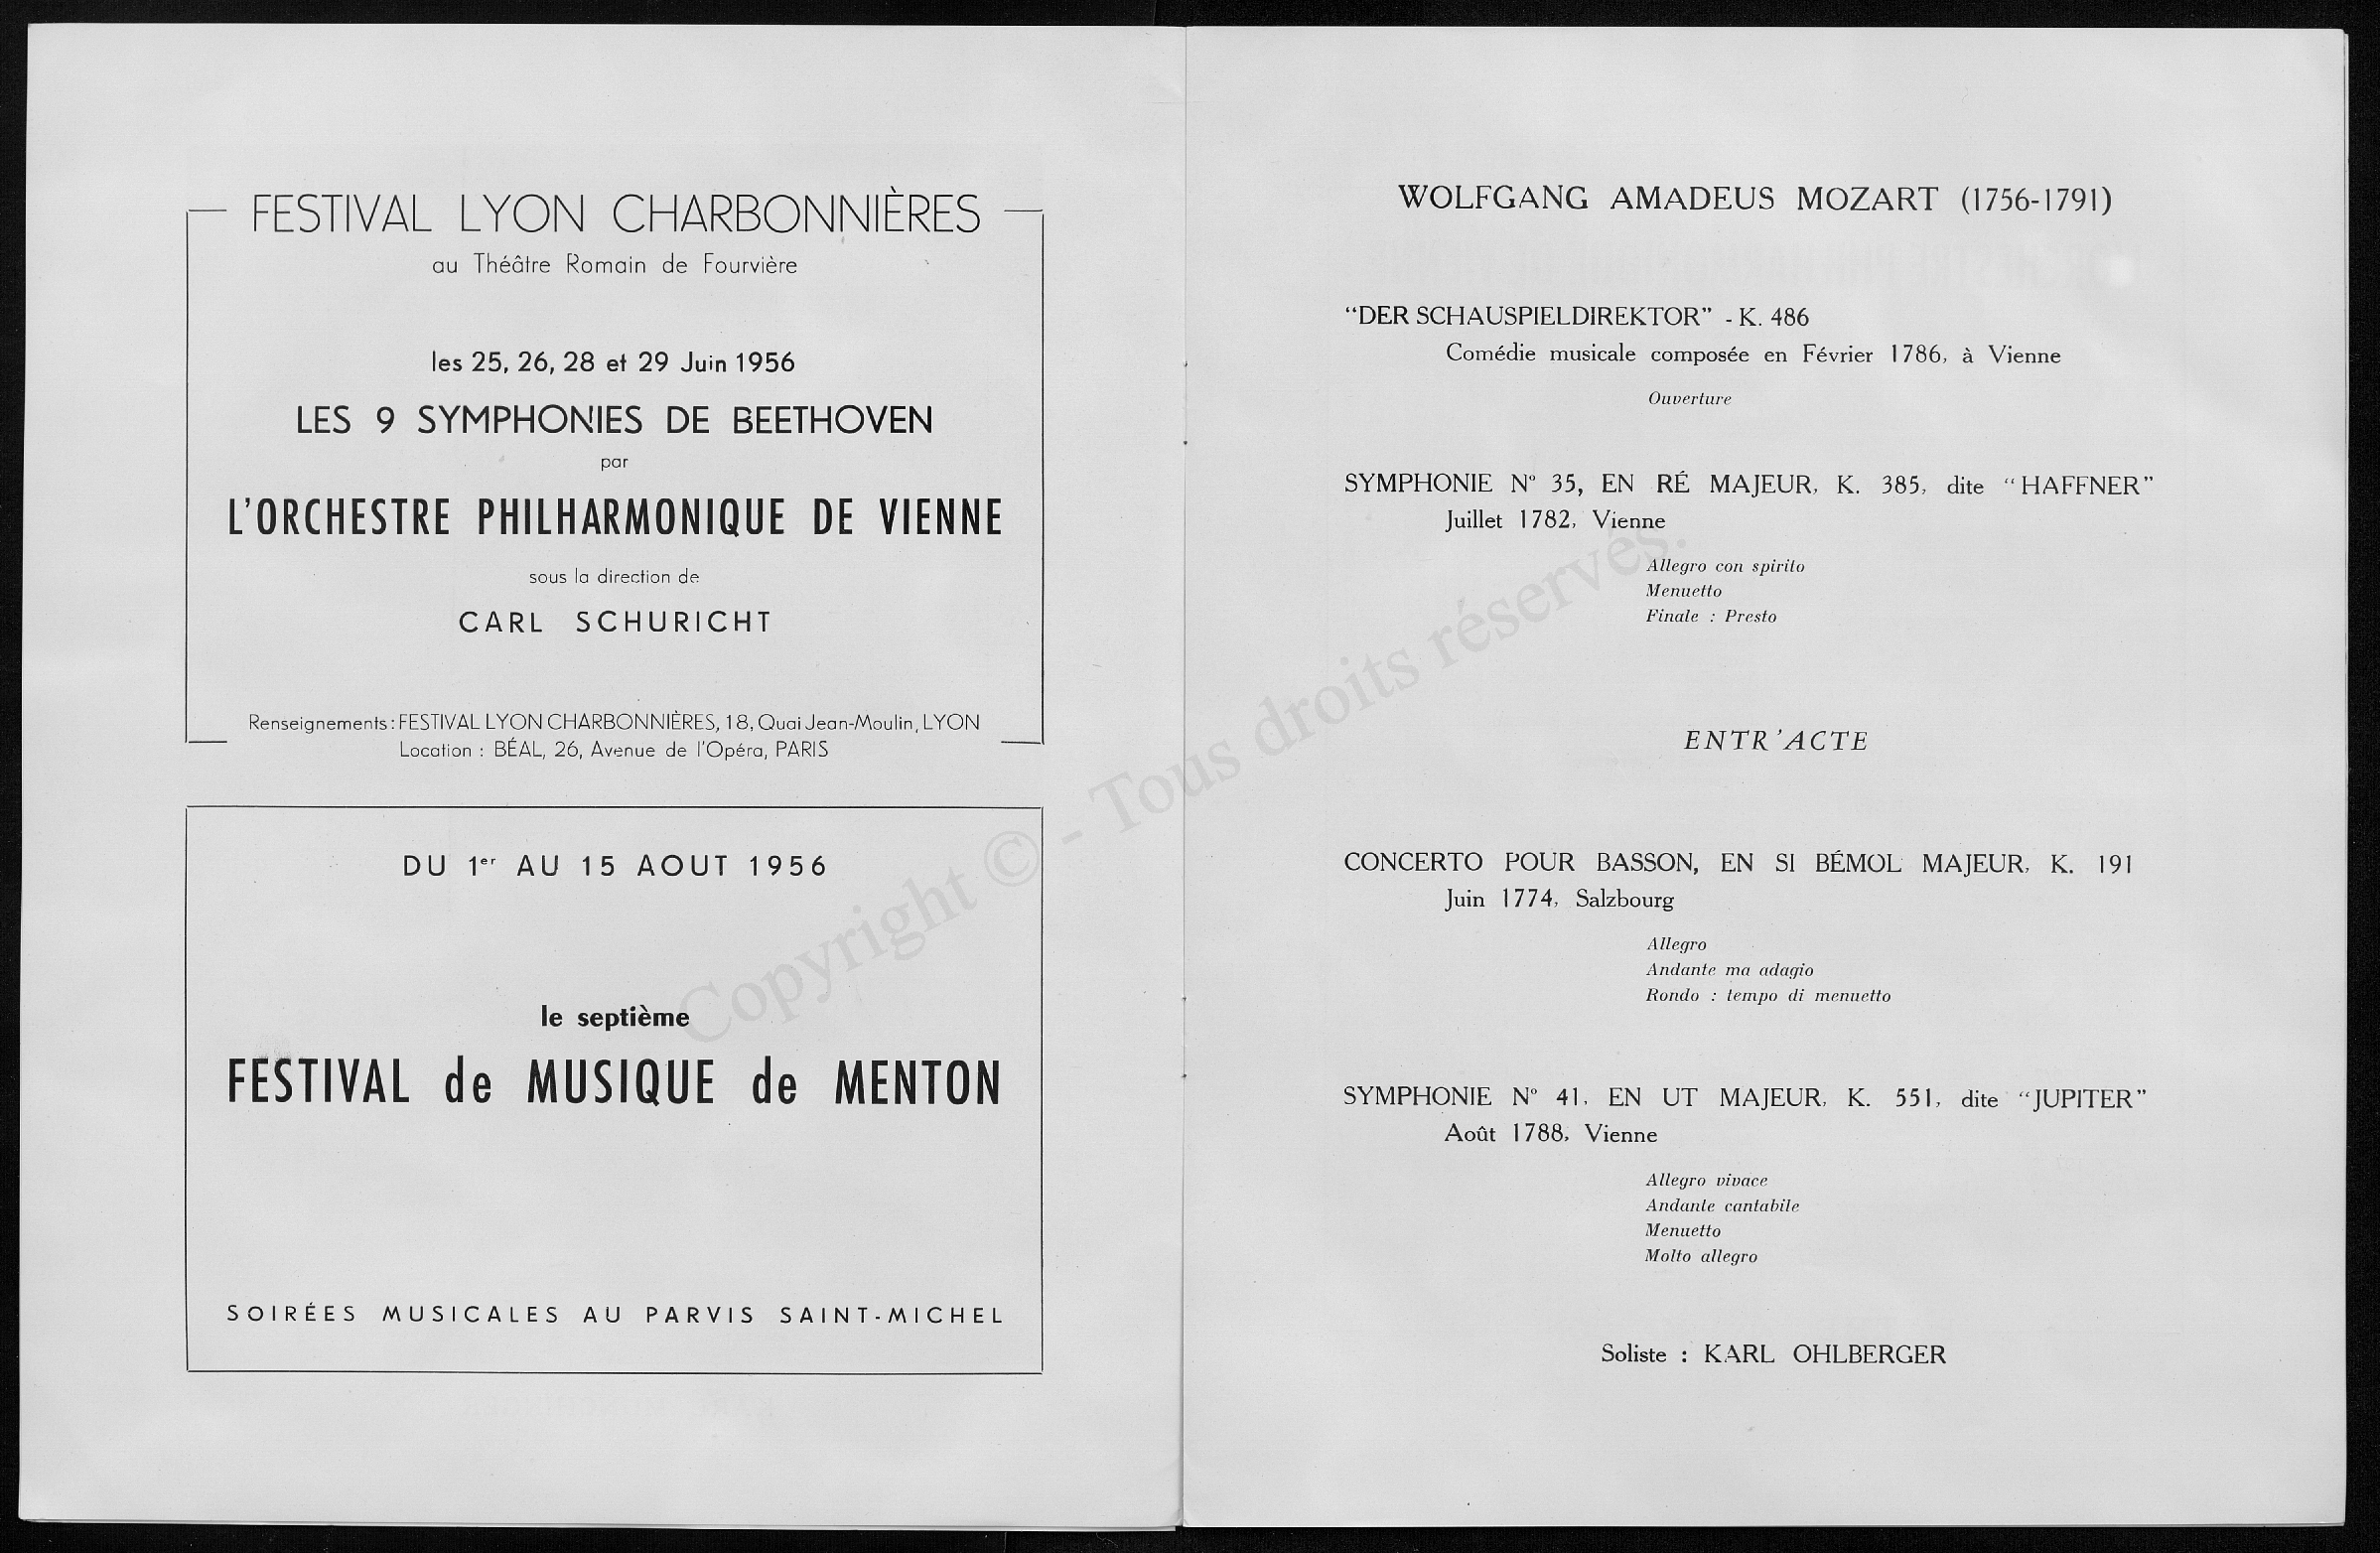 FESTIVAL LYON CHARBONNIÈRES
au Théâtre Romain de Fourvière
les 25, 26, 28 et 29 Juin 1956
LES 9 SYMPHONIES DE BEETHOVEN
par
L'ORCHESTRE PHILHARMONIQUE DE VIENNE
sous la direction de
CARL SCHURICHT
Renseignements : FESTIVAL LYON CHARBONNIÈRES, 18, Quai Jean-Moulin, LYON
Location : BÉAL, 26, Avenue de l'Opéra, PARIS
DU 1er AU 15 AOUT 1956
le septième
FESTIVAL de MUSIQUE de MENTON
SOIRÉES MUSICALES AU PARVIS SAINT-MICHEL
WOLFGANG AMADEUS MOZART (1756-1791)
“DER SCHAUSPIELDIREKTOR” - K. 486
Comédie musicale composée en Février 1786, à Vienne
Ouverture
SYMPHONIE N° 35, EN RÉ MAJEUR, K. 385, dite “HAFFNER”
Juillet 1782, Vienne
Allegro con spirito
Menuetto
Finale : Presto
ENTR'ACTE
CONCERTO POUR BASSON, EN SI BÉMOL MAJEUR, K. 191
Juin 1774, Salzbourg
Allegro
Andante ma adagio
Rondo : tempo di menuetto
SYMPHONIE N° 41, EN UT MAJEUR, K. 551, dite “JUPITER”
Août 1788, Vienne
Allegro vivace
Andante cantabile
Menuetto
Molto allegro
Soliste : KARL OHLBERGER
Copyright © - Tous droits réservés.